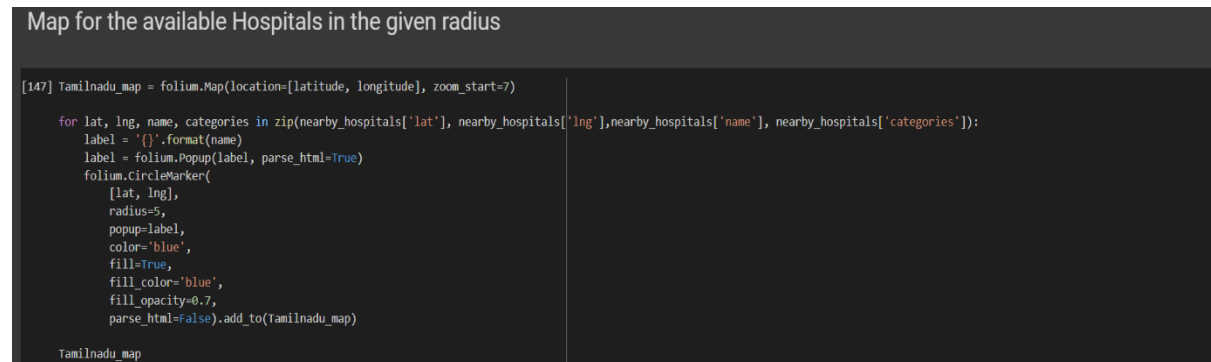 Map for the available Hospitals in the given radius
[147] Tamilnadu_map = folium.Map(location=[latitude, longitude], zoom_start=7)
for lat, lng, name, categories in zip(nearby_hospitals['lat'], nearby_hospitals['lng'],nearby_hospitals['name'], nearby_hospitals['categories']):
label = '{}'.format(name)
label = folium.Popup(label, parse_html=True)
folium.CircleMarker(
[lat, lng],
radius=5,
popup=label,
color='blue',
fill=True,
fill_color='blue',
fill_opacity=0.7,
parse_html=False).add_to(Tamilnadu_map)
Tamilnadu_map